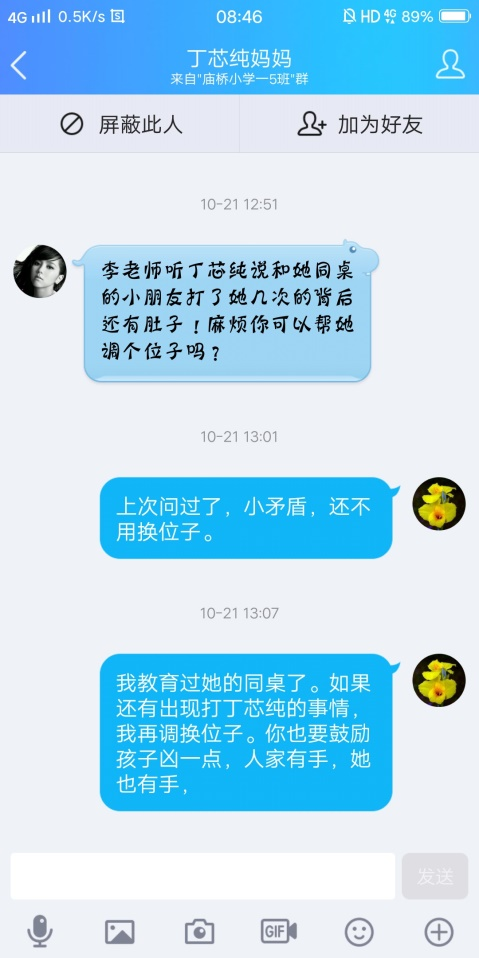 4G 0.5K/s 08:46 HD 4G 89%
丁芯纯妈妈
来自"庙桥小学一5班"群
屏蔽此人 加为好友
10-21 12:51
李老师听丁芯纯说和她同桌
的小朋友打了她几次的背后
还有肚子！麻烦你可以帮她
调个位子吗？
10-21 13:01
上次问过了，小矛盾，还不
用换位子。
10-21 13:07
我教育过她的同桌了。如果
还有出现打丁芯纯的事情，
我再调换位子。你也要鼓励
孩子凶一点，人家有手，她
也有手，
发送
GIF